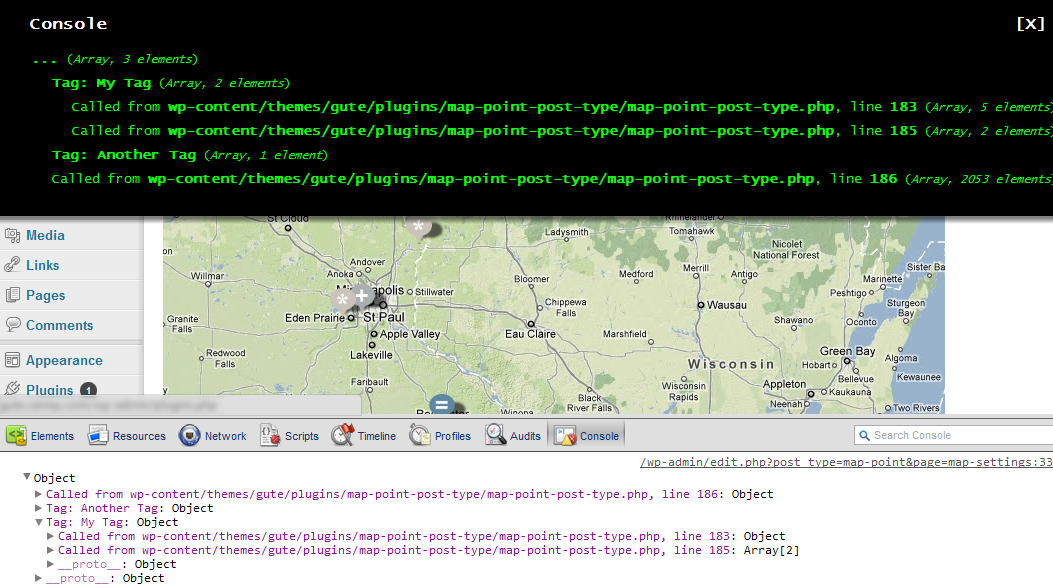 Console
[X]
... (Array, 3 elements)
Tag: My Tag (Array, 2 elements)
Called from wp-content/themes/gute/plugins/map-point-post-type/map-point-post-type.php, line 183 (Array, 5 elements)
Called from wp-content/themes/gute/plugins/map-point-post-type/map-point-post-type.php, line 185 (Array, 2 elements)
Tag: Another Tag (Array, 1 element)
Called from wp-content/themes/gute/plugins/map-point-post-type/map-point-post-type.php, line 186 (Array, 2053 elements)
Media
Links
Pages
Comments
Appearance
Plugins 1
St Cloud
Ladysmith
Rhinelander
Tomahawk
Nicolet
National Forest
Andover
Anoka
Willmar
Stillwater
Bloomer
Medford
Merrill
Antigo
Sister Ba
Marinette
Peshtigo
Eden Prairie
St Paul
Chippewa
Falls
Wausau
Sturgeon
Bay
Granite
Falls
Apple Valley
Eau Claire
Marshfield
Shawano
Oconto
Redwood
Falls
Lakeville
Wisconsin
Green Bay
Hobart
Algoma
Faribault
Wisconsin
Rapids
Appleton
Bellevue
Kewaunee
Kaukauna
Black
River Falls
Neenah
Two Rivers
Winona
Elements
Resources
Network
Scripts
Timeline
Profiles
Audits
Console
Search Console
/wp-admin/edit.php?post_type=map-point&page=map-settings:33
Object
Called from wp-content/themes/gute/plugins/map-point-post-type/map-point-post-type.php, line 186: Object
Tag: Another Tag: Object
Tag: My Tag: Object
Called from wp-content/themes/gute/plugins/map-point-post-type/map-point-post-type.php, line 183: Object
Called from wp-content/themes/gute/plugins/map-point-post-type/map-point-post-type.php, line 185: Array[2]
__proto__: Object
__proto__: Object